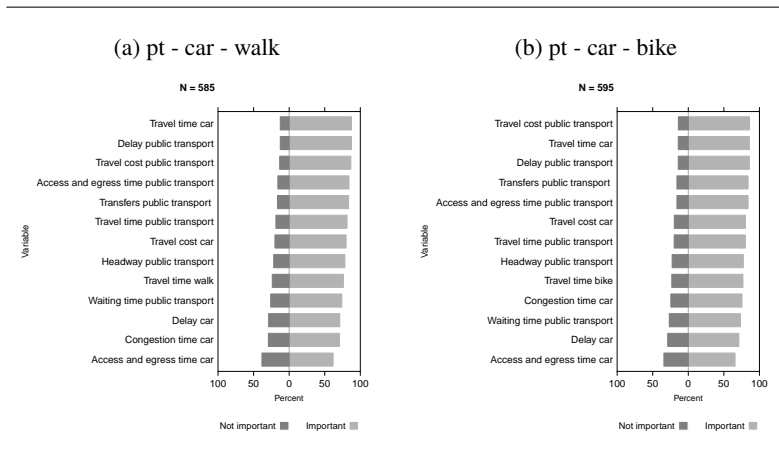 (a) pt - car - walk
N = 585
Variable
Travel time car
Delay public transport
Travel cost public transport
Access and egress time public transport
Transfers public transport
Travel time public transport
Travel cost car
Headway public transport
Travel time walk
Waiting time public transport
Delay car
Congestion time car
Access and egress time car
100 50 0 50 100
Percent
Not important Important
(b) pt - car - bike
N = 595
Variable
Travel cost public transport
Travel time car
Delay public transport
Transfers public transport
Access and egress time public transport
Travel cost car
Travel time public transport
Headway public transport
Travel time bike
Congestion time car
Waiting time public transport
Delay car
Access and egress time car
100 50 0 50 100
Percent
Not important Important